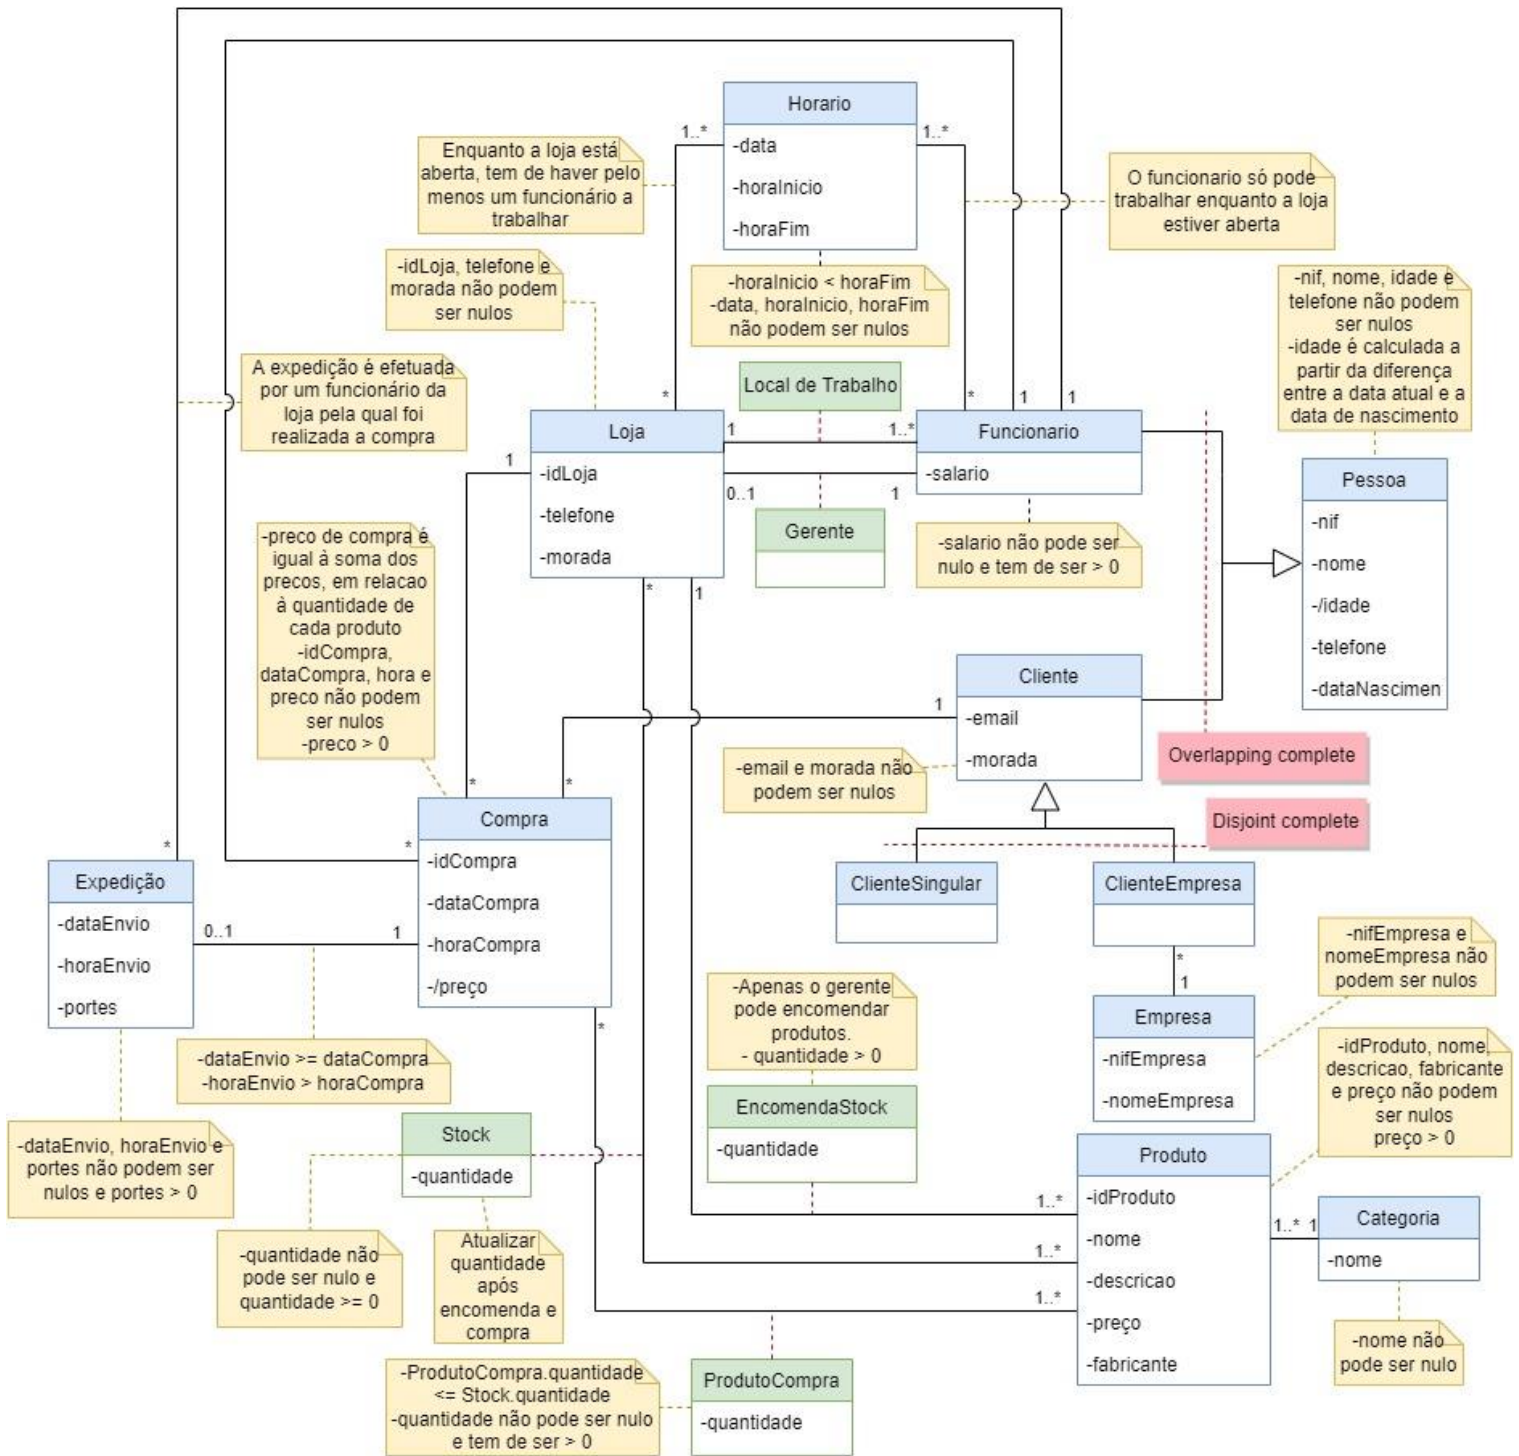 Horario
-data
-horaInicio
-horaFim
1..*
1..*
Enquanto a loja está
aberta, tem de haver pelo
menos um funcionário a
trabalhar
O funcionario só pode
trabalhar enquanto a loja
estiver aberta
-idLoja, telefone e
morada não podem
ser nulos
-horaInicio < horaFim
-data, horaInicio, horaFim
não podem ser nulos
-nif, nome, idade e
telefone não podem
ser nulos
-idade é calculada a
partir da diferença
entre a data atual e a
data de nascimento
A expedição é efetuada
por um funcionário da
loja pela qual foi
realizada a compra
Local de Trabalho
*
*
1
1
Loja
-idLoja
-telefone
-morada
1
1..*
Funcionario
-salario
1
0..1
1
Gerente
-salario não pode ser
nulo e tem de ser > 0
Pessoa
-nif
-nome
-/idade
-telefone
-dataNascimen
-preco de compra é
igual à soma dos
precos, em relacao
à quantidade de
cada produto
-idCompra,
dataCompra, hora e
preco não podem
ser nulos
-preco > 0
*
1
Cliente
-email
-morada
1
-email e morada não
podem ser nulos
Overlapping complete
Disjoint complete
*
*
Compra
-idCompra
-dataCompra
-horaCompra
-/preço
*
*
Expedição
-dataEnvio
-horaEnvio
-portes
0..1
1
ClienteSingular
ClienteEmpresa
*
1
-nifEmpresa e
nomeEmpresa não
podem ser nulos
Empresa
-nifEmpresa
-nomeEmpresa
-Apenas o gerente
pode encomendar
produtos.
- quantidade > 0
*
-dataEnvio >= dataCompra
-horaEnvio > horaCompra
-idProduto, nome,
descricao, fabricante
e preço não podem
ser nulos
preço > 0
EncomendaStock
-quantidade
Stock
-quantidade
-dataEnvio, horaEnvio e
portes não podem ser
nulos e portes > 0
Produto
-idProduto
-nome
-descricao
-preço
-fabricante
1..*
1..*
1..*
1..*
1
Categoria
-nome
-quantidade não
pode ser nulo e
quantidade >= 0
Atualizar
quantidade
após
encomenda e
compra
-nome não
pode ser nulo
-ProdutoCompra.quantidade
<= Stock.quantidade
-quantidade não pode ser nulo
e tem de ser > 0
ProdutoCompra
-quantidade